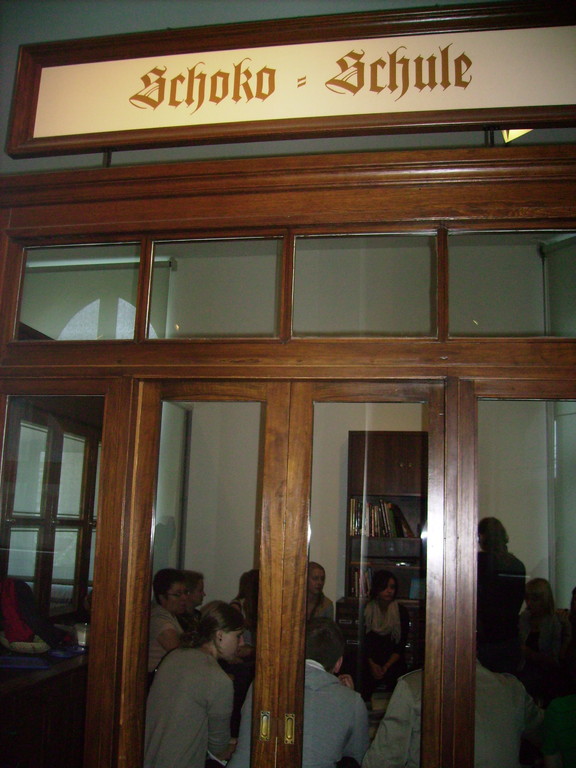 Schoko = Schule